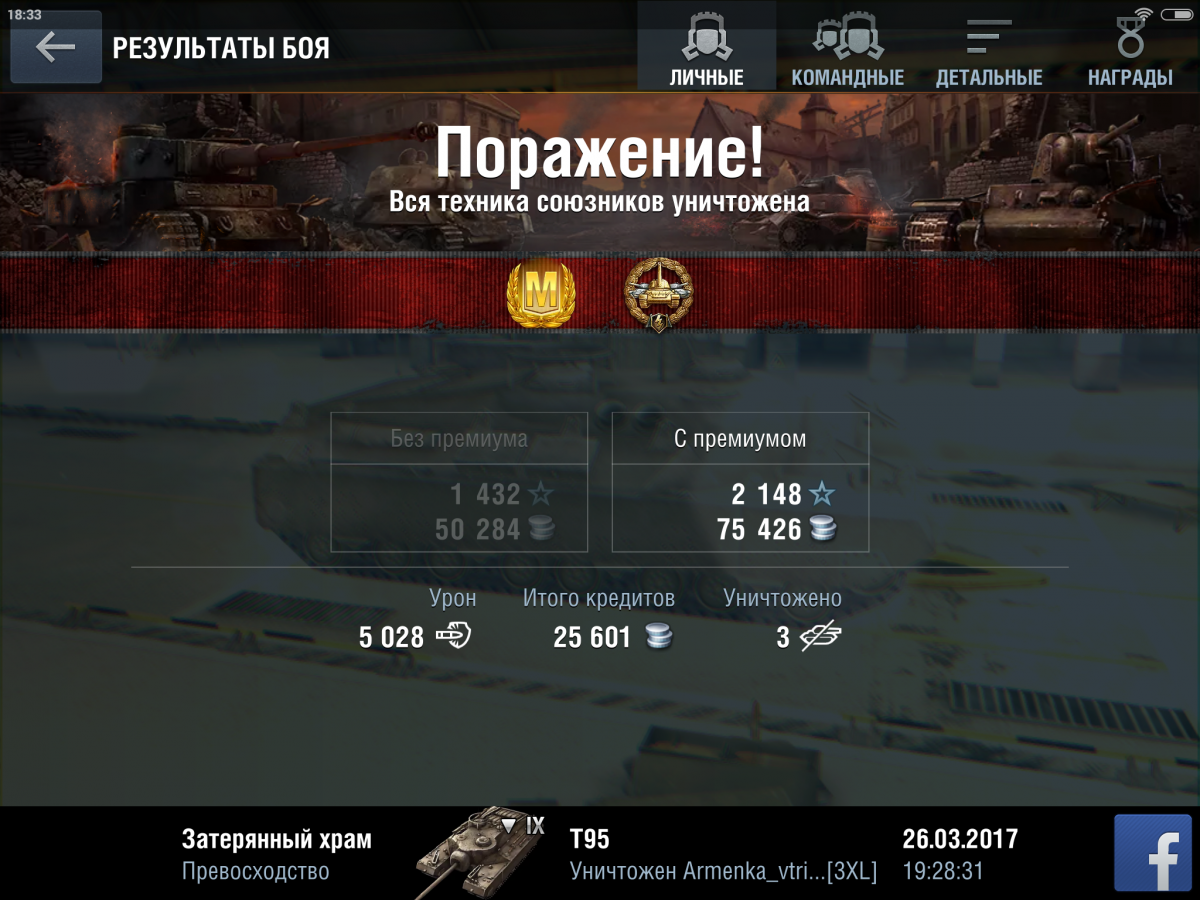 18:33
РЕЗУЛЬТАТЫ БОЯ
ЛИЧНЫЕ
КОМАНДНЫЕ
ДЕТАЛЬНЫЕ
НАГРАДЫ
Поражение!
Вся техника союзников уничтожена
M
Без премиума
1 432
50 284
С премиумом
2 148
75 426
Урон
5 028
Итого кредитов
25 601
Уничтожено
3
Затерянный храм
Превосходство
IX
T95
Уничтожен Armenka_vtri...[3XL]
26.03.2017
19:28:31
f